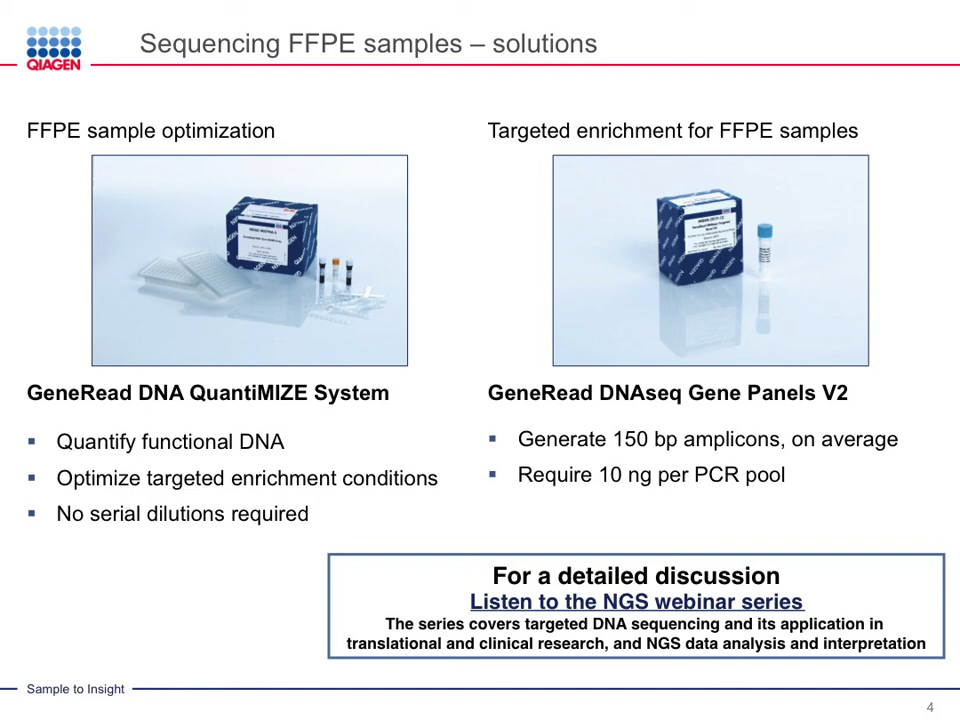 QIAGEN
Sequencing FFPE samples – solutions
FFPE sample optimization
GeneRead DNA QuantiMIZE System
▪ Quantify functional DNA
▪ Optimize targeted enrichment conditions
▪ No serial dilutions required
Targeted enrichment for FFPE samples
GeneRead DNAseq Gene Panels V2
▪ Generate 150 bp amplicons, on average
▪ Require 10 ng per PCR pool
For a detailed discussion
Listen to the NGS webinar series
The series covers targeted DNA sequencing and its application in
translational and clinical research, and NGS data analysis and interpretation
Sample to Insight
4